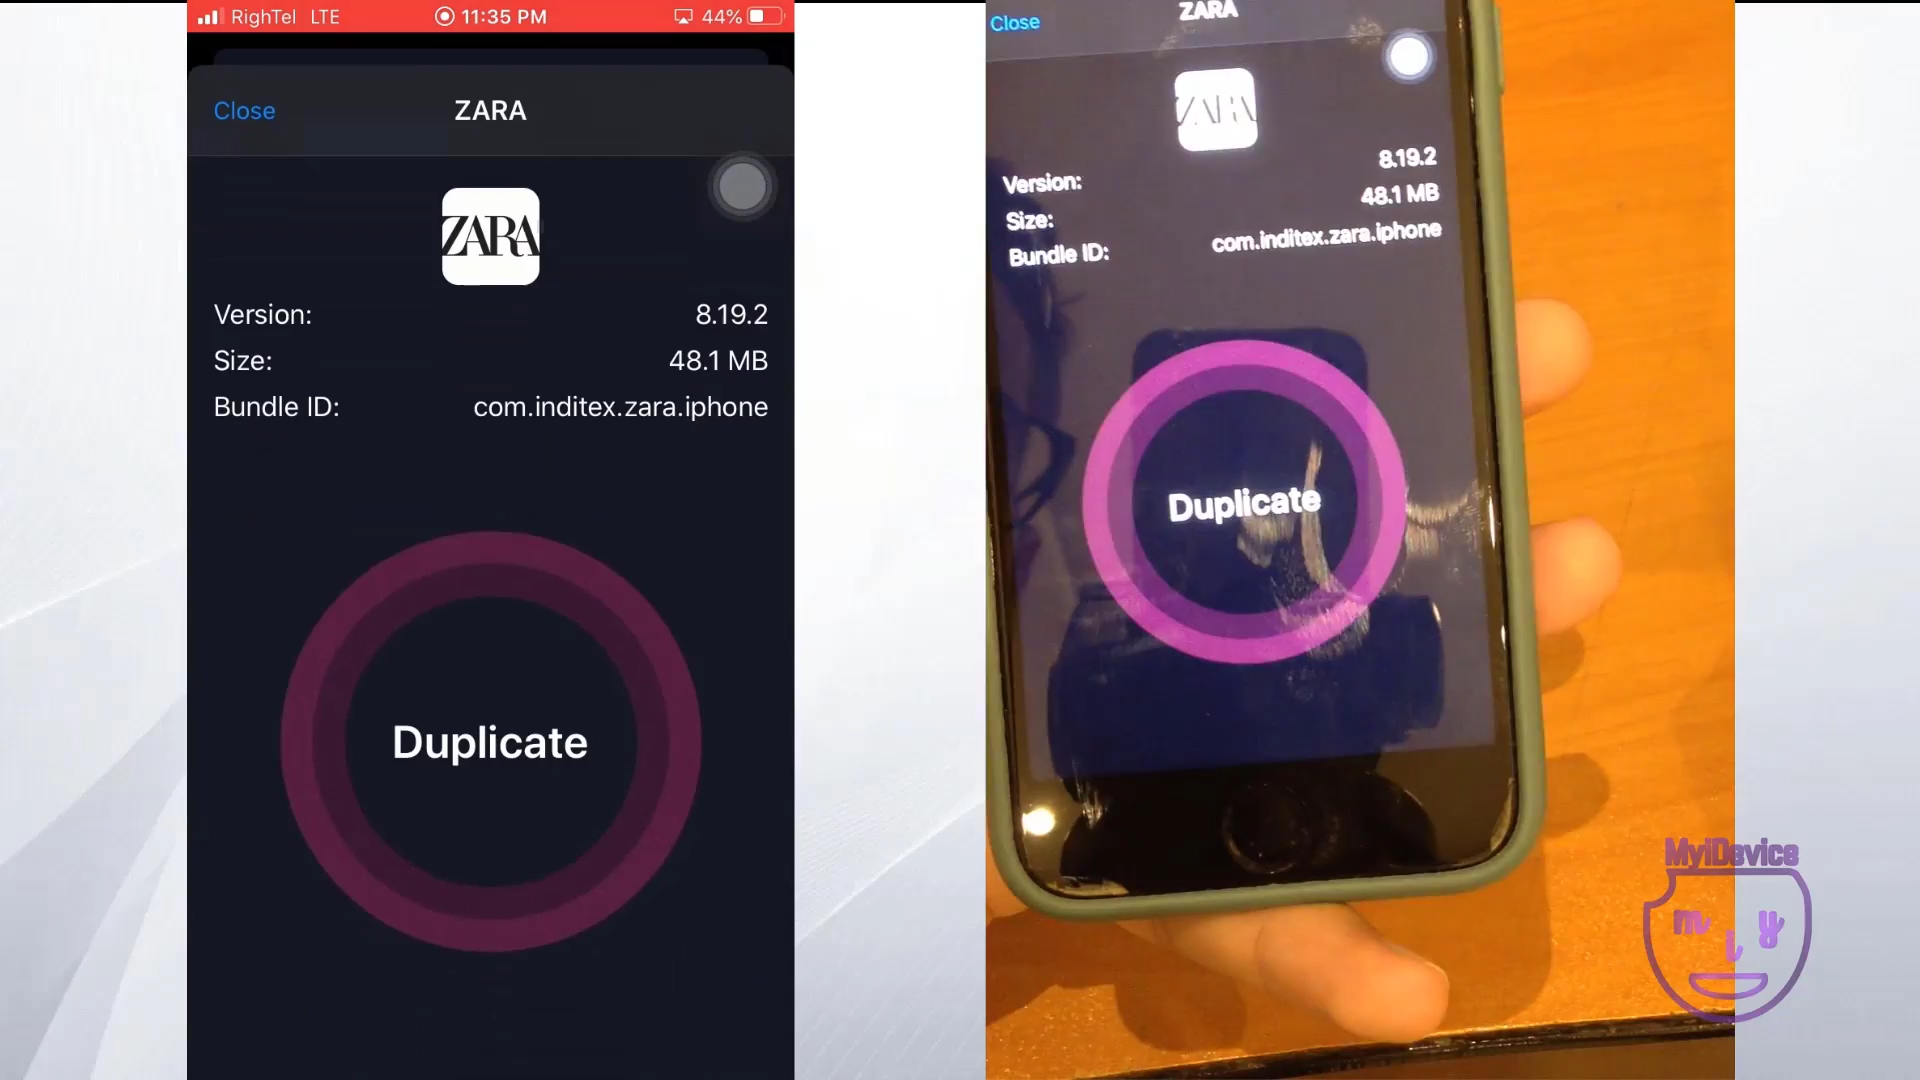 RighTel LTE 11:35 PM 44%
Close ZARA
ZARA
Version: 8.19.2
Size: 48.1 MB
Bundle ID: com.inditex.zara.iphone
Duplicate
Close ZARA
ZARA
Version: 8.19.2
Size: 48.1 MB
Bundle ID: com.inditex.zara.iphone
Duplicate
MyiDevice
m i y